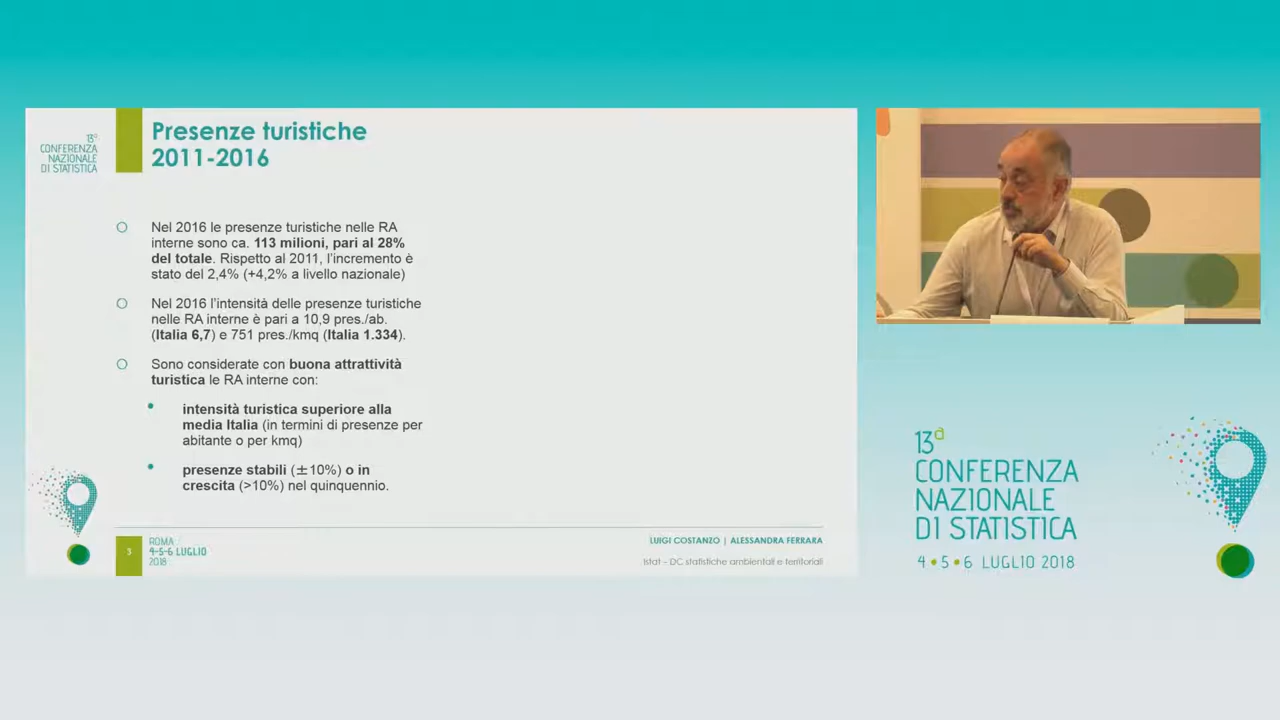 13ª
CONFERENZA
NAZIONALE
DI STATISTICA
Presenze turistiche
2011-2016
Nel 2016 le presenze turistiche nelle RA
interne sono ca. 113 milioni, pari al 28%
del totale. Rispetto al 2011, l'incremento è
stato del 2,4% (+4,2% a livello nazionale)
Nel 2016 l'intensità delle presenze turistiche
nelle RA interne è pari a 10,9 pres./ab.
(Italia 6,7) e 751 pres./kmq (Italia 1.334).
Sono considerate con buona attrattività
turistica le RA interne con:
intensità turistica superiore alla
media Italia (in termini di presenze per
abitante o per kmq)
presenze stabili (±10%) o in
crescita (>10%) nel quinquennio.
3
ROMA
4-5-6 LUGLIO
2018
LUIGI COSTANZO | ALESSANDRA FERRARA
Istat – DC statistiche ambientali e territoriali
13ª
CONFERENZA
NAZIONALE
DI STATISTICA
4•5•6 LUGLIO 2018